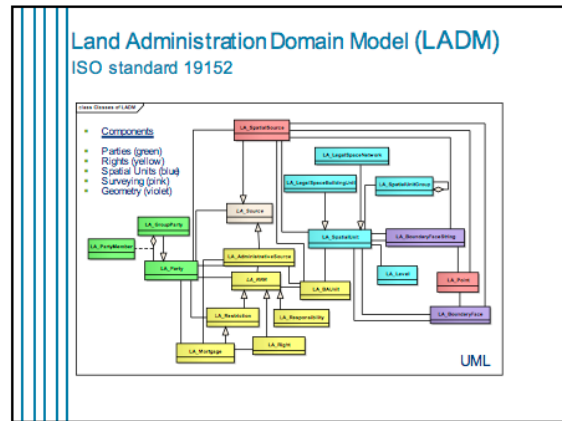 Land Administration Domain Model (LADM)
ISO standard 19152
class Classes of LADM
Components
Parties (green)
Rights (yellow)
Spatial Units (blue)
Surveying (pink)
Geometry (violet)
LA_SpatialSource
LA_LegalSpaceNetwork
LA_LegalSpaceBuildingUnit
LA_SpatialUnitGroup
LA_Source
LA_GroupParty
LA_PartyMember
LA_Party
LA_AdministrativeSource
LA_SpatialUnit
LA_BoundaryFaceString
LA_RRR
LA_BAUnit
LA_Level
LA_Point
LA_Restriction
LA_Responsibility
LA_BoundaryFace
LA_Mortgage
LA_Right
UML